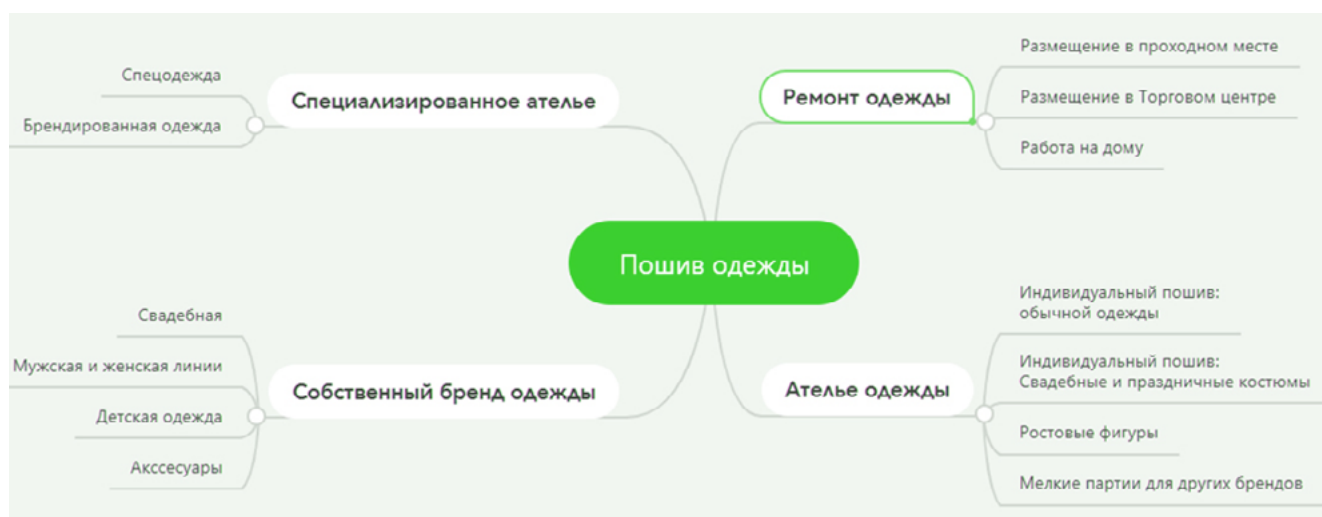 Спецодежда
Брендированная одежда
Специализированное ателье
Ремонт одежды
Размещение в проходном месте
Размещение в Торговом центре
Работа на дому
Пошив одежды
Свадебная
Мужская и женская линии
Детская одежда
Акссесуары
Собственный бренд одежды
Ателье одежды
Индивидуальный пошив:
обычной одежды
Индивидуальный пошив:
Свадебные и праздничные костюмы
Ростовые фигуры
Мелкие партии для других брендов